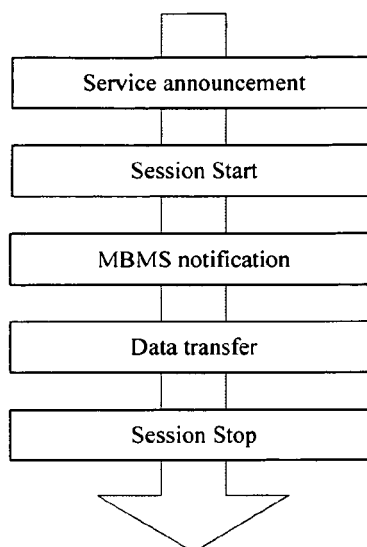 Service announcement
Session Start
MBMS notification
Data transfer
Session Stop